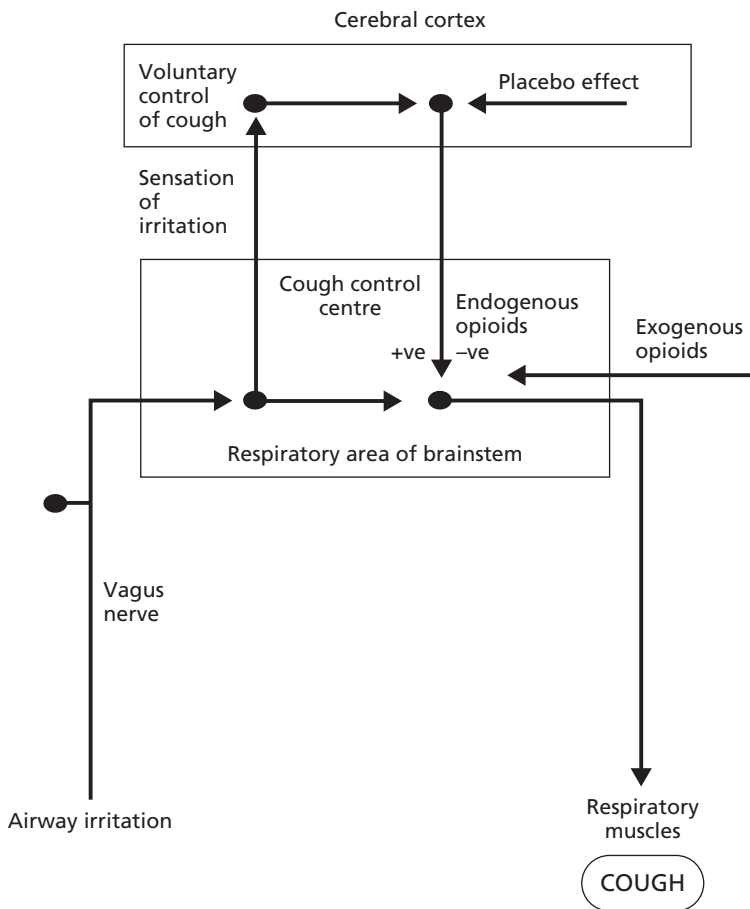 Cerebral cortex
Voluntary
control
of cough
Placebo effect
Sensation
of
irritation
Cough control
centre
Endogenous
opioids
+ve –ve
Exogenous
opioids
Respiratory area of brainstem
Vagus
nerve
Airway irritation
Respiratory
muscles
COUGH